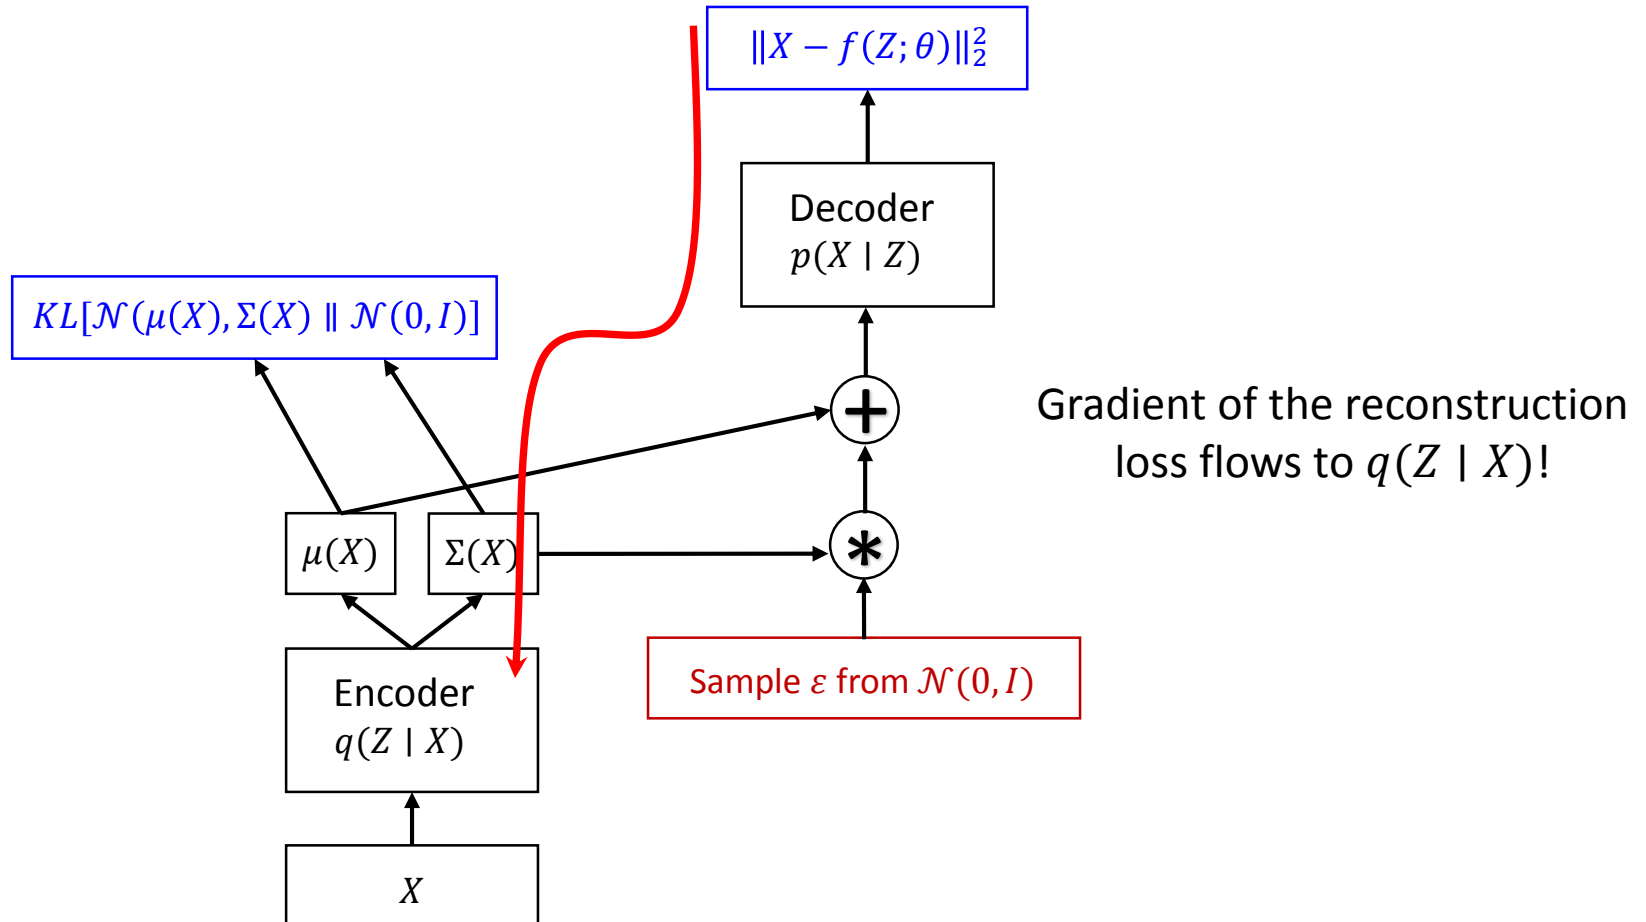 ‖X − f(Z; θ)‖₂²
Decoder
p(X | Z)
KL[𝒩(μ(X), Σ(X) ∥ 𝒩(0, I)]
+
Gradient of the reconstruction
loss flows to q(Z | X)!
μ(X)
Σ(X)
*
Encoder
q(Z | X)
Sample ε from 𝒩(0, I)
X